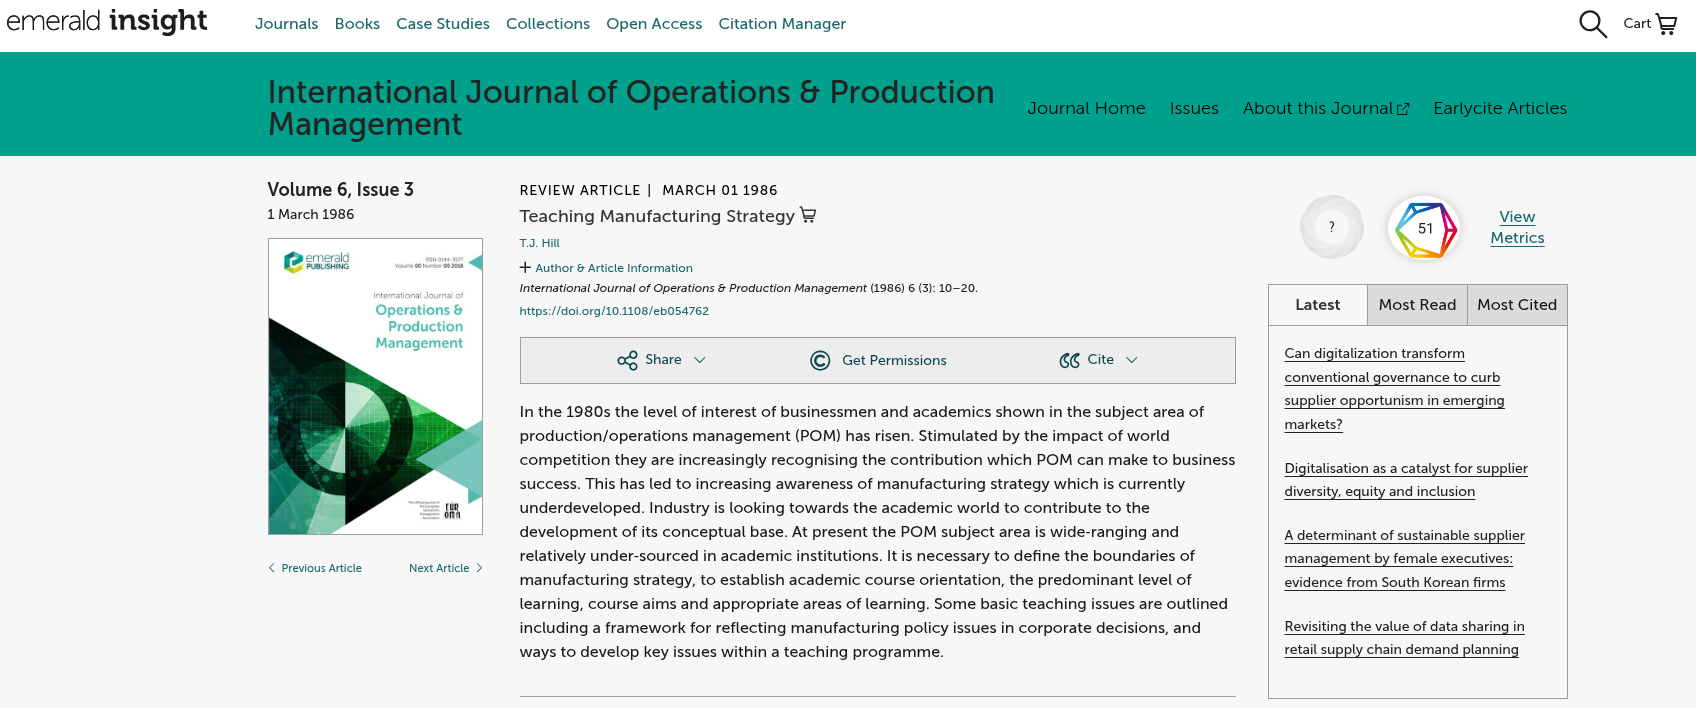 emerald insight
Journals Books Case Studies Collections Open Access Citation Manager
Cart
International Journal of Operations & Production
Management
Journal Home Issues About this Journal Earlycite Articles
Volume 6, Issue 3
1 March 1986
emerald
PUBLISHING
ISSN 0144-3577
Volume 00 Number 00 2018
International Journal of
Operations &
Production
Management
The official journal of
the European
Operations
Management
Association
EUR
OMA
Previous Article Next Article
REVIEW ARTICLE | MARCH 01 1986
Teaching Manufacturing Strategy
T.J. Hill
Author & Article Information
International Journal of Operations & Production Management (1986) 6 (3): 10–20.
https://doi.org/10.1108/eb054762
Share Get Permissions Cite
In the 1980s the level of interest of businessmen and academics shown in the subject area of
production/operations management (POM) has risen. Stimulated by the impact of world
competition they are increasingly recognising the contribution which POM can make to business
success. This has led to increasing awareness of manufacturing strategy which is currently
underdeveloped. Industry is looking towards the academic world to contribute to the
development of its conceptual base. At present the POM subject area is wide-ranging and
relatively under-sourced in academic institutions. It is necessary to define the boundaries of
manufacturing strategy, to establish academic course orientation, the predominant level of
learning, course aims and appropriate areas of learning. Some basic teaching issues are outlined
including a framework for reflecting manufacturing policy issues in corporate decisions, and
ways to develop key issues within a teaching programme.
? 51
View
Metrics
Latest Most Read Most Cited
Can digitalization transform
conventional governance to curb
supplier opportunism in emerging
markets?
Digitalisation as a catalyst for supplier
diversity, equity and inclusion
A determinant of sustainable supplier
management by female executives:
evidence from South Korean firms
Revisiting the value of data sharing in
retail supply chain demand planning